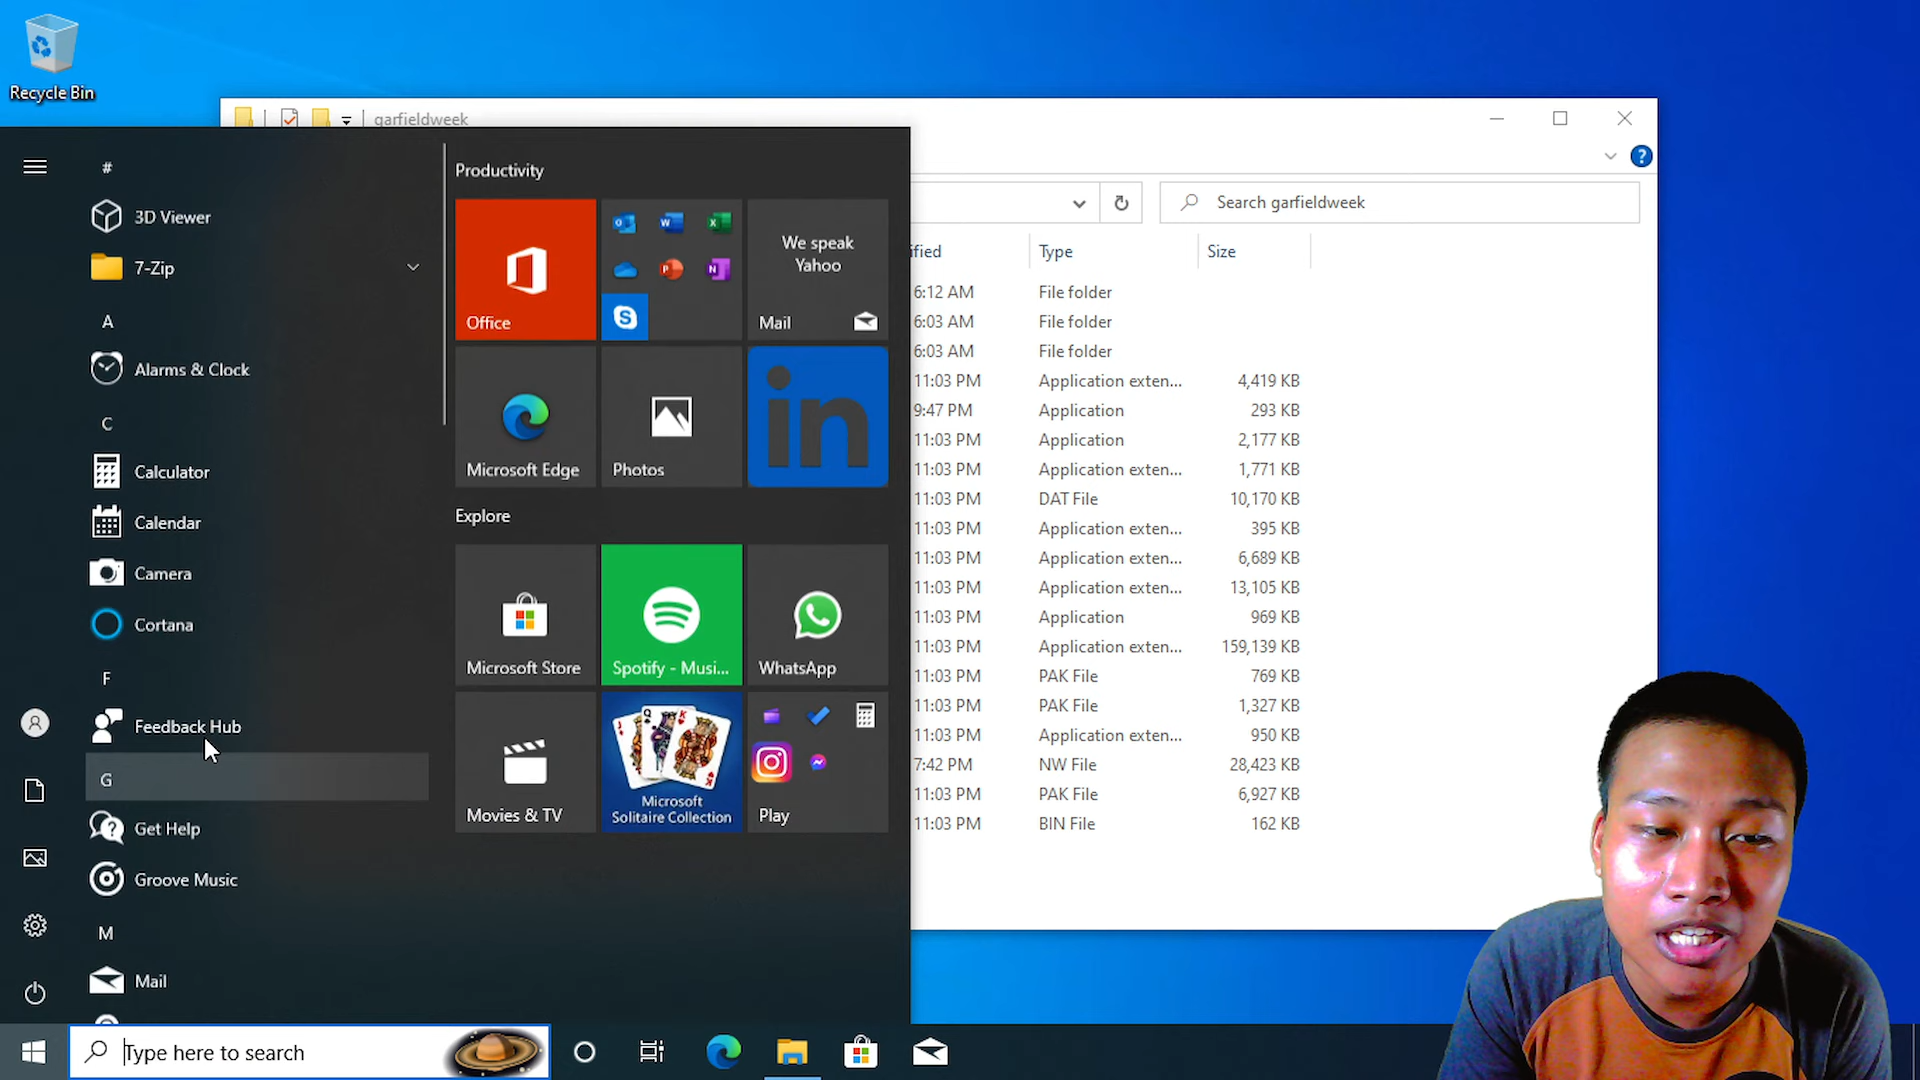 Recycle Bin
garfieldweek
#
3D Viewer
7-Zip
A
Alarms & Clock
C
Calculator
Calendar
Camera
Cortana
F
Feedback Hub
G
Get Help
Groove Music
M
Mail
Type here to search
Productivity
Office
We speak
Yahoo
Mail
Microsoft Edge
Photos
in
Explore
Microsoft Store
Spotify - Musi...
WhatsApp
Movies & TV
Microsoft
Solitaire Collection
Play
Search garfieldweek
ified Type Size
6:12 AM File folder
6:03 AM File folder
6:03 AM File folder
11:03 PM Application exten... 4,419 KB
9:47 PM Application 293 KB
11:03 PM Application 2,177 KB
11:03 PM Application exten... 1,771 KB
11:03 PM DAT File 10,170 KB
11:03 PM Application exten... 395 KB
11:03 PM Application exten... 6,689 KB
11:03 PM Application exten... 13,105 KB
11:03 PM Application 969 KB
11:03 PM Application exten... 159,139 KB
11:03 PM PAK File 769 KB
11:03 PM PAK File 1,327 KB
11:03 PM Application exten... 950 KB
7:42 PM NW File 28,423 KB
11:03 PM PAK File 6,927 KB
11:03 PM BIN File 162 KB